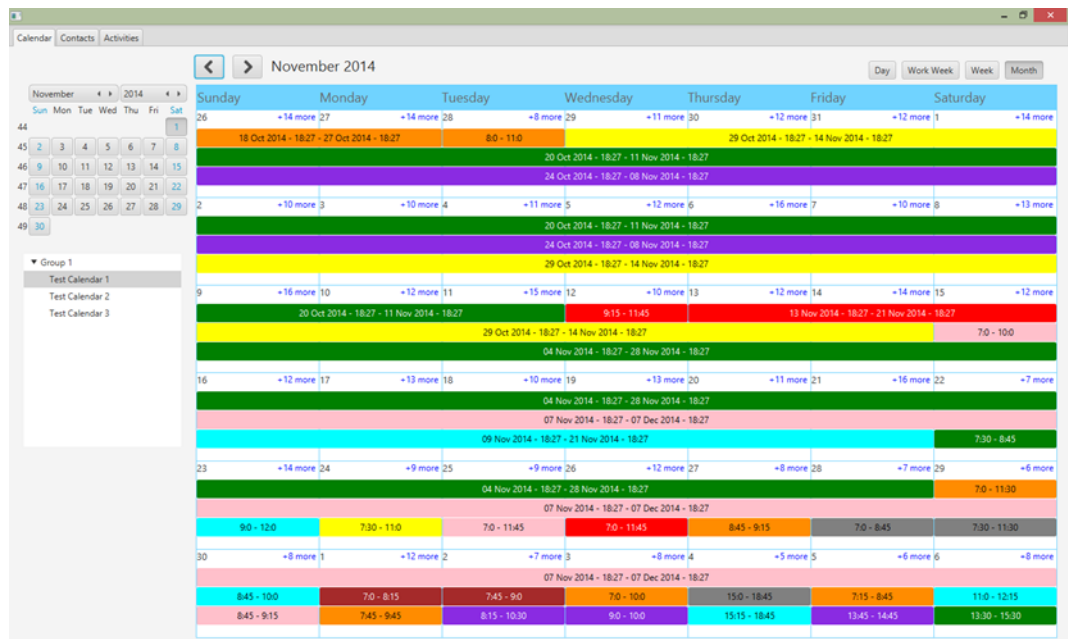 Calendar Contacts Activities
November 2014
Day Work Week Week Month
November 2014
Sun Mon Tue Wed Thu Fri Sat
44 1
45 2 3 4 5 6 7 8
46 9 10 11 12 13 14 15
47 16 17 18 19 20 21 22
48 23 24 25 26 27 28 29
49 30
Group 1
Test Calendar 1
Test Calendar 2
Test Calendar 3
Sunday Monday Tuesday Wednesday Thursday Friday Saturday
26 +14 more 27 +14 more 28 +8 more 29 +11 more 30 +12 more 31 +12 more 1 +14 more
18 Oct 2014 - 18:27 - 27 Oct 2014 - 18:27 8:0 - 11:0 29 Oct 2014 - 18:27 - 14 Nov 2014 - 18:27
20 Oct 2014 - 18:27 - 11 Nov 2014 - 18:27
24 Oct 2014 - 18:27 - 08 Nov 2014 - 18:27
2 +10 more 3 +10 more 4 +11 more 5 +12 more 6 +16 more 7 +10 more 8 +13 more
20 Oct 2014 - 18:27 - 11 Nov 2014 - 18:27
24 Oct 2014 - 18:27 - 08 Nov 2014 - 18:27
29 Oct 2014 - 18:27 - 14 Nov 2014 - 18:27
9 +16 more 10 +12 more 11 +15 more 12 +10 more 13 +12 more 14 +14 more 15 +12 more
20 Oct 2014 - 18:27 - 11 Nov 2014 - 18:27 9:15 - 11:45 13 Nov 2014 - 18:27 - 21 Nov 2014 - 18:27
29 Oct 2014 - 18:27 - 14 Nov 2014 - 18:27 7:0 - 10:0
04 Nov 2014 - 18:27 - 28 Nov 2014 - 18:27
16 +12 more 17 +13 more 18 +10 more 19 +13 more 20 +11 more 21 +16 more 22 +7 more
04 Nov 2014 - 18:27 - 28 Nov 2014 - 18:27
07 Nov 2014 - 18:27 - 07 Dec 2014 - 18:27
09 Nov 2014 - 18:27 - 21 Nov 2014 - 18:27 7:30 - 8:45
23 +14 more 24 +9 more 25 +9 more 26 +12 more 27 +8 more 28 +7 more 29 +6 more
04 Nov 2014 - 18:27 - 28 Nov 2014 - 18:27 7:0 - 11:30
07 Nov 2014 - 18:27 - 07 Dec 2014 - 18:27
9:0 - 12:0 7:30 - 11:0 7:0 - 11:45 7:0 - 11:45 8:45 - 9:15 7:0 - 8:45 7:30 - 11:30
30 +8 more 1 +12 more 2 +7 more 3 +8 more 4 +5 more 5 +6 more 6 +8 more
07 Nov 2014 - 18:27 - 07 Dec 2014 - 18:27
8:45 - 10:0 7:0 - 8:15 7:45 - 9:0 7:0 - 10:0 15:0 - 18:45 7:15 - 8:45 11:0 - 12:15
8:45 - 9:15 7:45 - 9:45 8:15 - 10:30 9:0 - 10:0 15:15 - 18:45 13:45 - 14:45 13:30 - 15:30